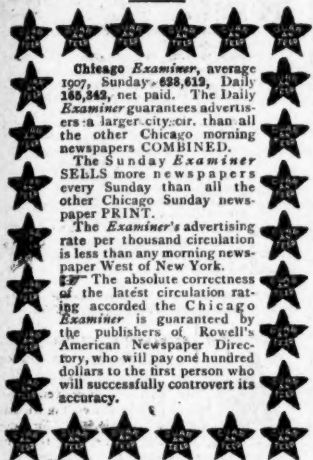 Chicago Examiner, average
1907, Sunday 628,612, Daily
165,342, net paid. The Daily
Examiner guarantees advertis-
ers a larger city cir. than all
the other Chicago morning
newspapers COMBINED.
The Sunday Examiner
SELLS more newspapers
every Sunday than all the
other Chicago Sunday news-
paper PRINT.
The Examiner's advertising
rate per thousand circulation
is less than any morning news-
paper West of New York.
☞ The absolute correctness
of the latest circulation rat-
ing accorded the Chicago
Examiner is guaranteed by
the publishers of Rowell's
American Newspaper Direc-
tory, who will pay one hundred
dollars to the first person who
will successfully controvert its
accuracy.